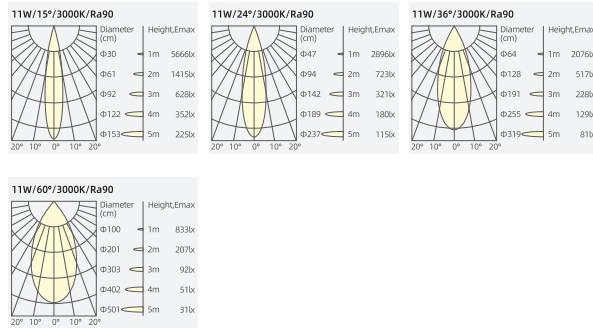 11W/15°/3000K/Ra90
Diameter Height,Emax
(cm)
Φ30 1m 5666lx
Φ61 2m 1415lx
Φ92 3m 628lx
Φ122 4m 352lx
Φ153 5m 225lx
20° 10° 0° 10° 20°
11W/24°/3000K/Ra90
Diameter Height,Emax
(cm)
Φ47 1m 2896lx
Φ94 2m 723lx
Φ142 3m 321lx
Φ189 4m 180lx
Φ237 5m 115lx
20° 10° 0° 10° 20°
11W/36°/3000K/Ra90
Diameter Height,Emax
(cm)
Φ64 1m 2076lx
Φ128 2m 517lx
Φ191 3m 228lx
Φ255 4m 129lx
Φ319 5m 81lx
20° 10° 0° 10° 20°
11W/60°/3000K/Ra90
Diameter Height,Emax
(cm)
Φ100 1m 833lx
Φ201 2m 207lx
Φ303 3m 92lx
Φ402 4m 51lx
Φ501 5m 31lx
20° 10° 0° 10° 20°